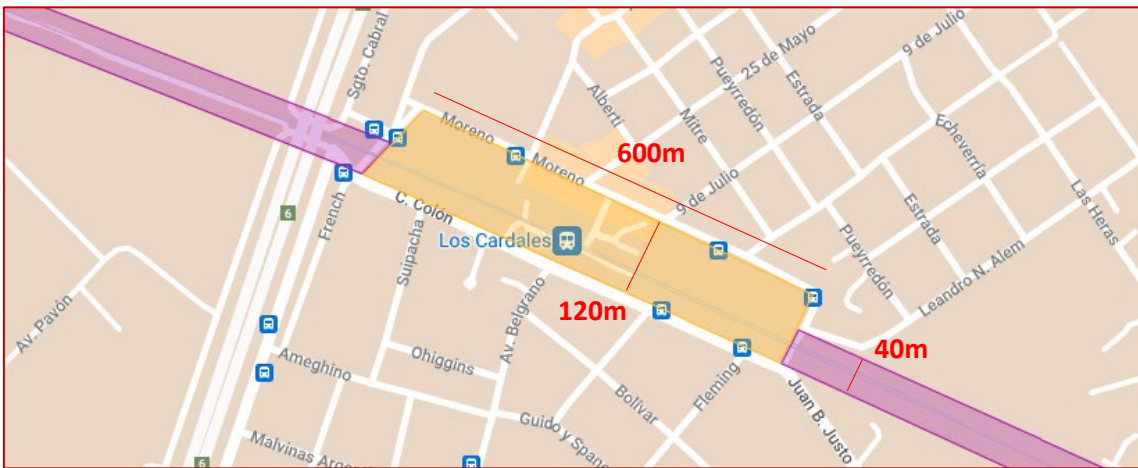 Sgto. Cabral
25 de Mayo
9 de Julio
Pueyrredón
Estrada
Alberti
Mitre
Echeverría
Moreno
Moreno
600m
Las Heras
9 de Julio
6
French
C. Colón
Suipacha
Los Cardales
Pueyrredón
Estrada
Leandro N. Alem
120m
Av. Pavón
Av. Belgrano
40m
Ohiggins
Ameghino
Fleming
Bolívar
Juan B. Justo
Guido y Spano
Malvinas Argen
6